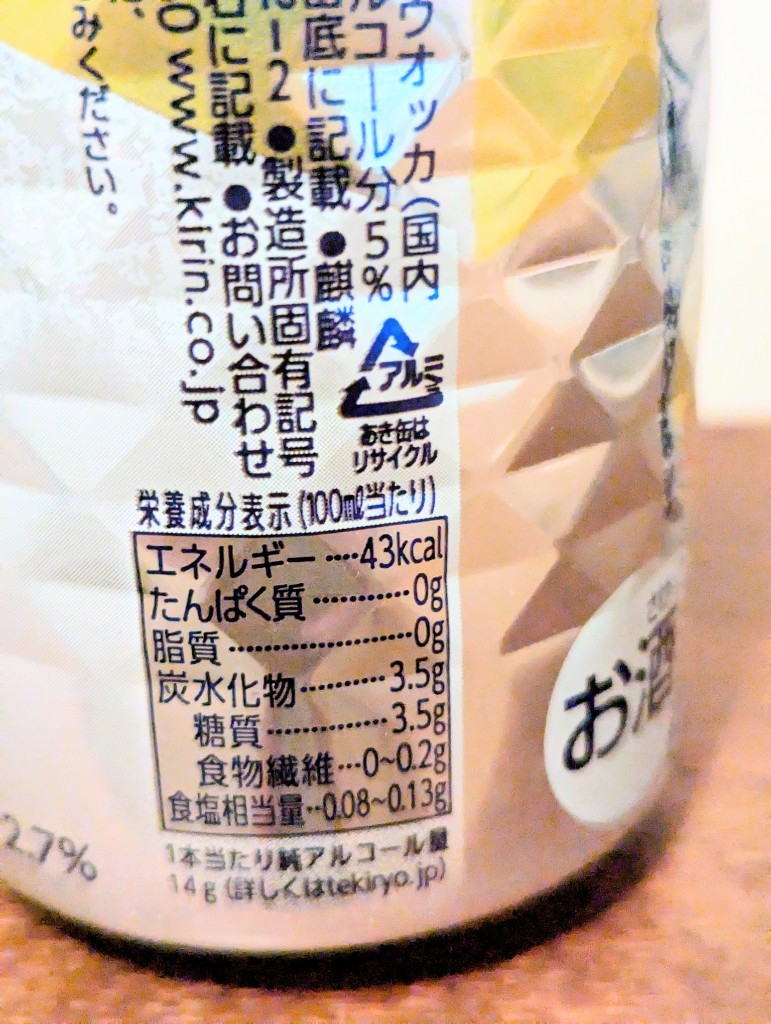 ウオッカ(国内
ルコール分5%
缶底に記載 ●麒麟
-2 ●製造所固有記号
に記載 ●お問い合わせ
www.kirin.co.jp
みください。
アルミ
あき缶は
リサイクル
栄養成分表示(100ml当たり)
エネルギー‥‥43kcal
たんぱく質…………0g
脂質………………0g
炭水化物………3.5g
糖質…………3.5g
食物繊維…0~0.2g
食塩相当量‥0.08~0.13g
1本当たり純アルコール量
14g(詳しくはtekiryo.jp)
2.7%
お酒